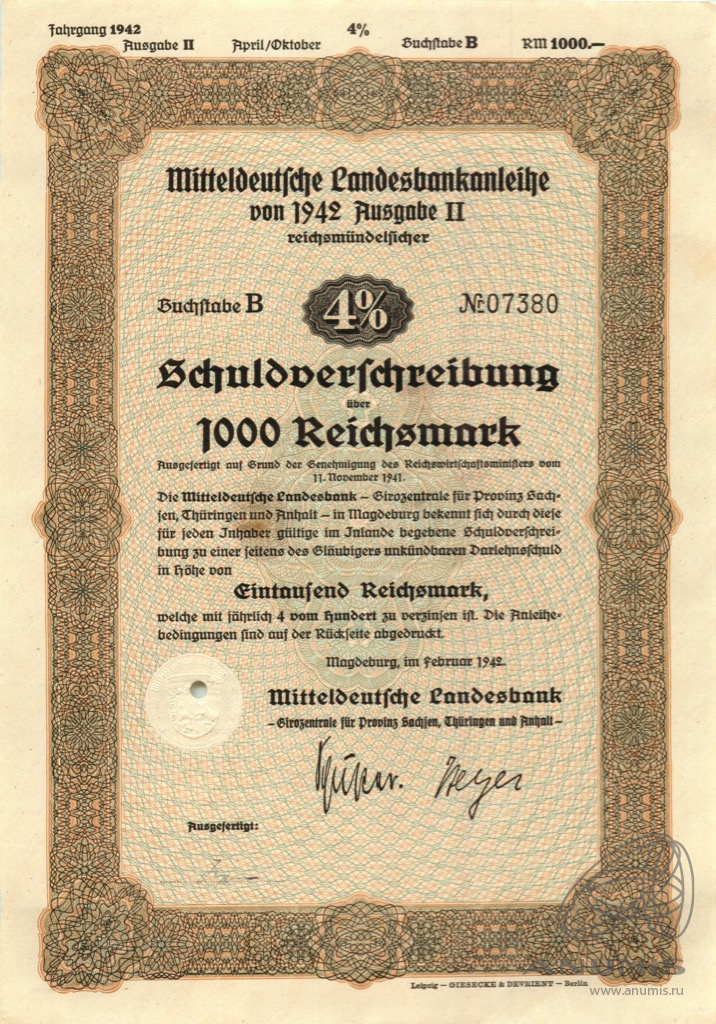 Jahrgang 1942
4%
Ausgabe II April/Oktober Buchstabe B RM 1000.—
Mitteldeutsche Landesbankanleihe
von 1942 Ausgabe II
reichsmündelsicher
Buchstabe B 4% № 07380
Schuldverschreibung
über
1000 Reichsmark
Ausgefertigt auf Grund der Genehmigung des Reichswirtschaftsministers vom
11. November 1941.
Die Mitteldeutsche Landesbank – Girozentrale für Provinz Sach-
sen, Thüringen und Anhalt – in Magdeburg bekennt sich durch diese
für jeden Inhaber gültige im Inlande begebene Schuldverschrei-
bung zu einer seitens des Gläubigers unkündbaren Darlehnsschuld
in Höhe von
Eintausend Reichsmark,
welche mit jährlich 4 vom Hundert zu verzinsen ist. Die Anleihe-
bedingungen sind auf der Rückseite abgedruckt.
Magdeburg, im Februar 1942.
Mitteldeutsche Landesbank
– Girozentrale für Provinz Sachsen, Thüringen und Anhalt –
Ausgefertigt:
ANUMIS
Leipzig – GIESECKE & DEVRIENT – Berlin
www.anumis.ru